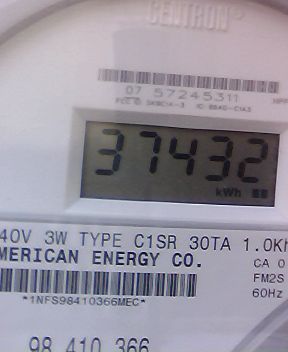 CENTRON®
07 57245311
37432
kWh
40V 3W TYPE C1SR 30TA 1.0Kh
MERICAN ENERGY CO.
CA 0
FM2S
60Hz
*1NFS98410366MEC*
98 410 366